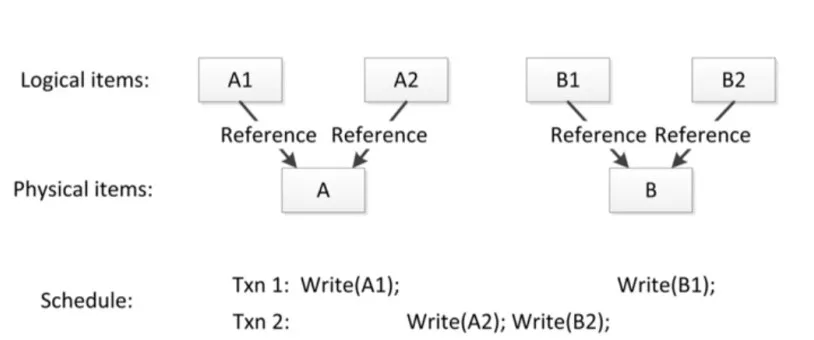 Logical items: A1 A2 B1 B2
Reference Reference Reference Reference
Physical items: A B
Txn 1: Write(A1); Write(B1);
Schedule:
Txn 2: Write(A2); Write(B2);